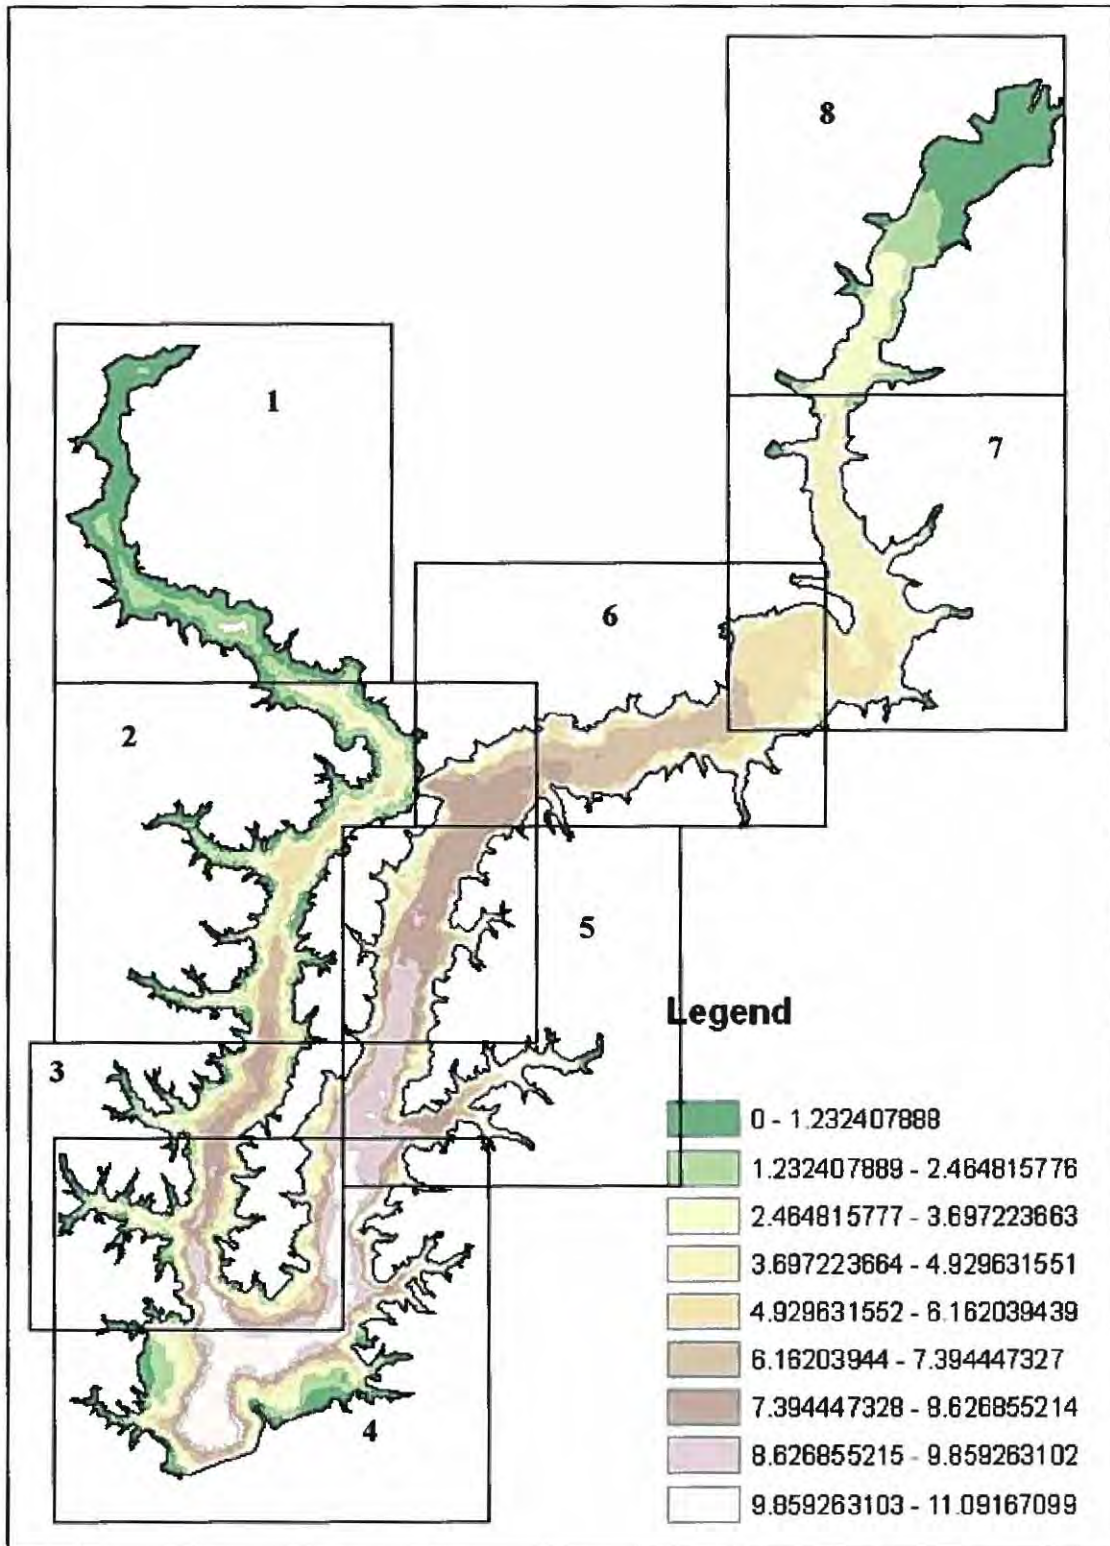 8
1
7
6
2
5
Legend
3
0 - 1.232407888
1.232407889 - 2.464815776
2.464815777 - 3.697223663
3.697223664 - 4.929631551
4.929631552 - 6.162039439
6.16203944 - 7.394447327
7.394447328 - 8.626855214
4
8.626855215 - 9.859263102
9.859263103 - 11.09167099